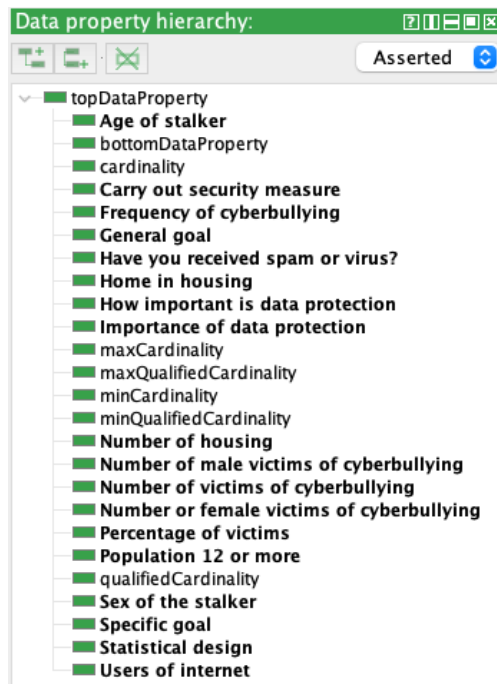 Data property hierarchy:
Asserted
topDataProperty
Age of stalker
bottomDataProperty
cardinality
Carry out security measure
Frequency of cyberbullying
General goal
Have you received spam or virus?
Home in housing
How important is data protection
Importance of data protection
maxCardinality
maxQualifiedCardinality
minCardinality
minQualifiedCardinality
Number of housing
Number of male victims of cyberbullying
Number of victims of cyberbullying
Number or female victims of cyberbullying
Percentage of victims
Population 12 or more
qualifiedCardinality
Sex of the stalker
Specific goal
Statistical design
Users of internet